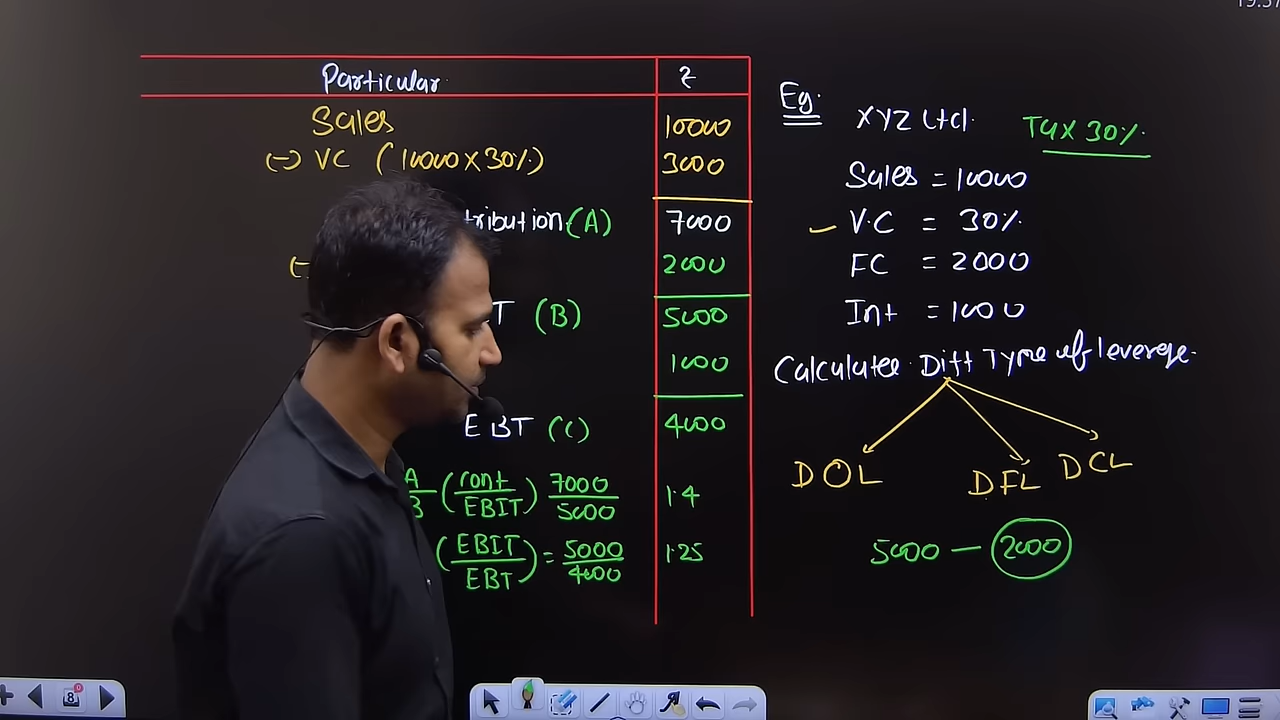 Particular ₹
Sales 10000
(-) VC (10000 X 30%) 3000
tribution (A) 7000
(- 2000
T (B) 5000
1000
EBT (C) 4000
A/B (Cont/EBIT) 7000/5000 1.4
(EBIT/EBT) = 5000/4000 1.25
Eg:
XYZ Ltd. Tax 30%.
Sales = 10000
V.C = 30%
FC = 2000
Int = 1000
Calculatee Diff Type of leverage.
DOL DFL DCL
5000 — 2000
8